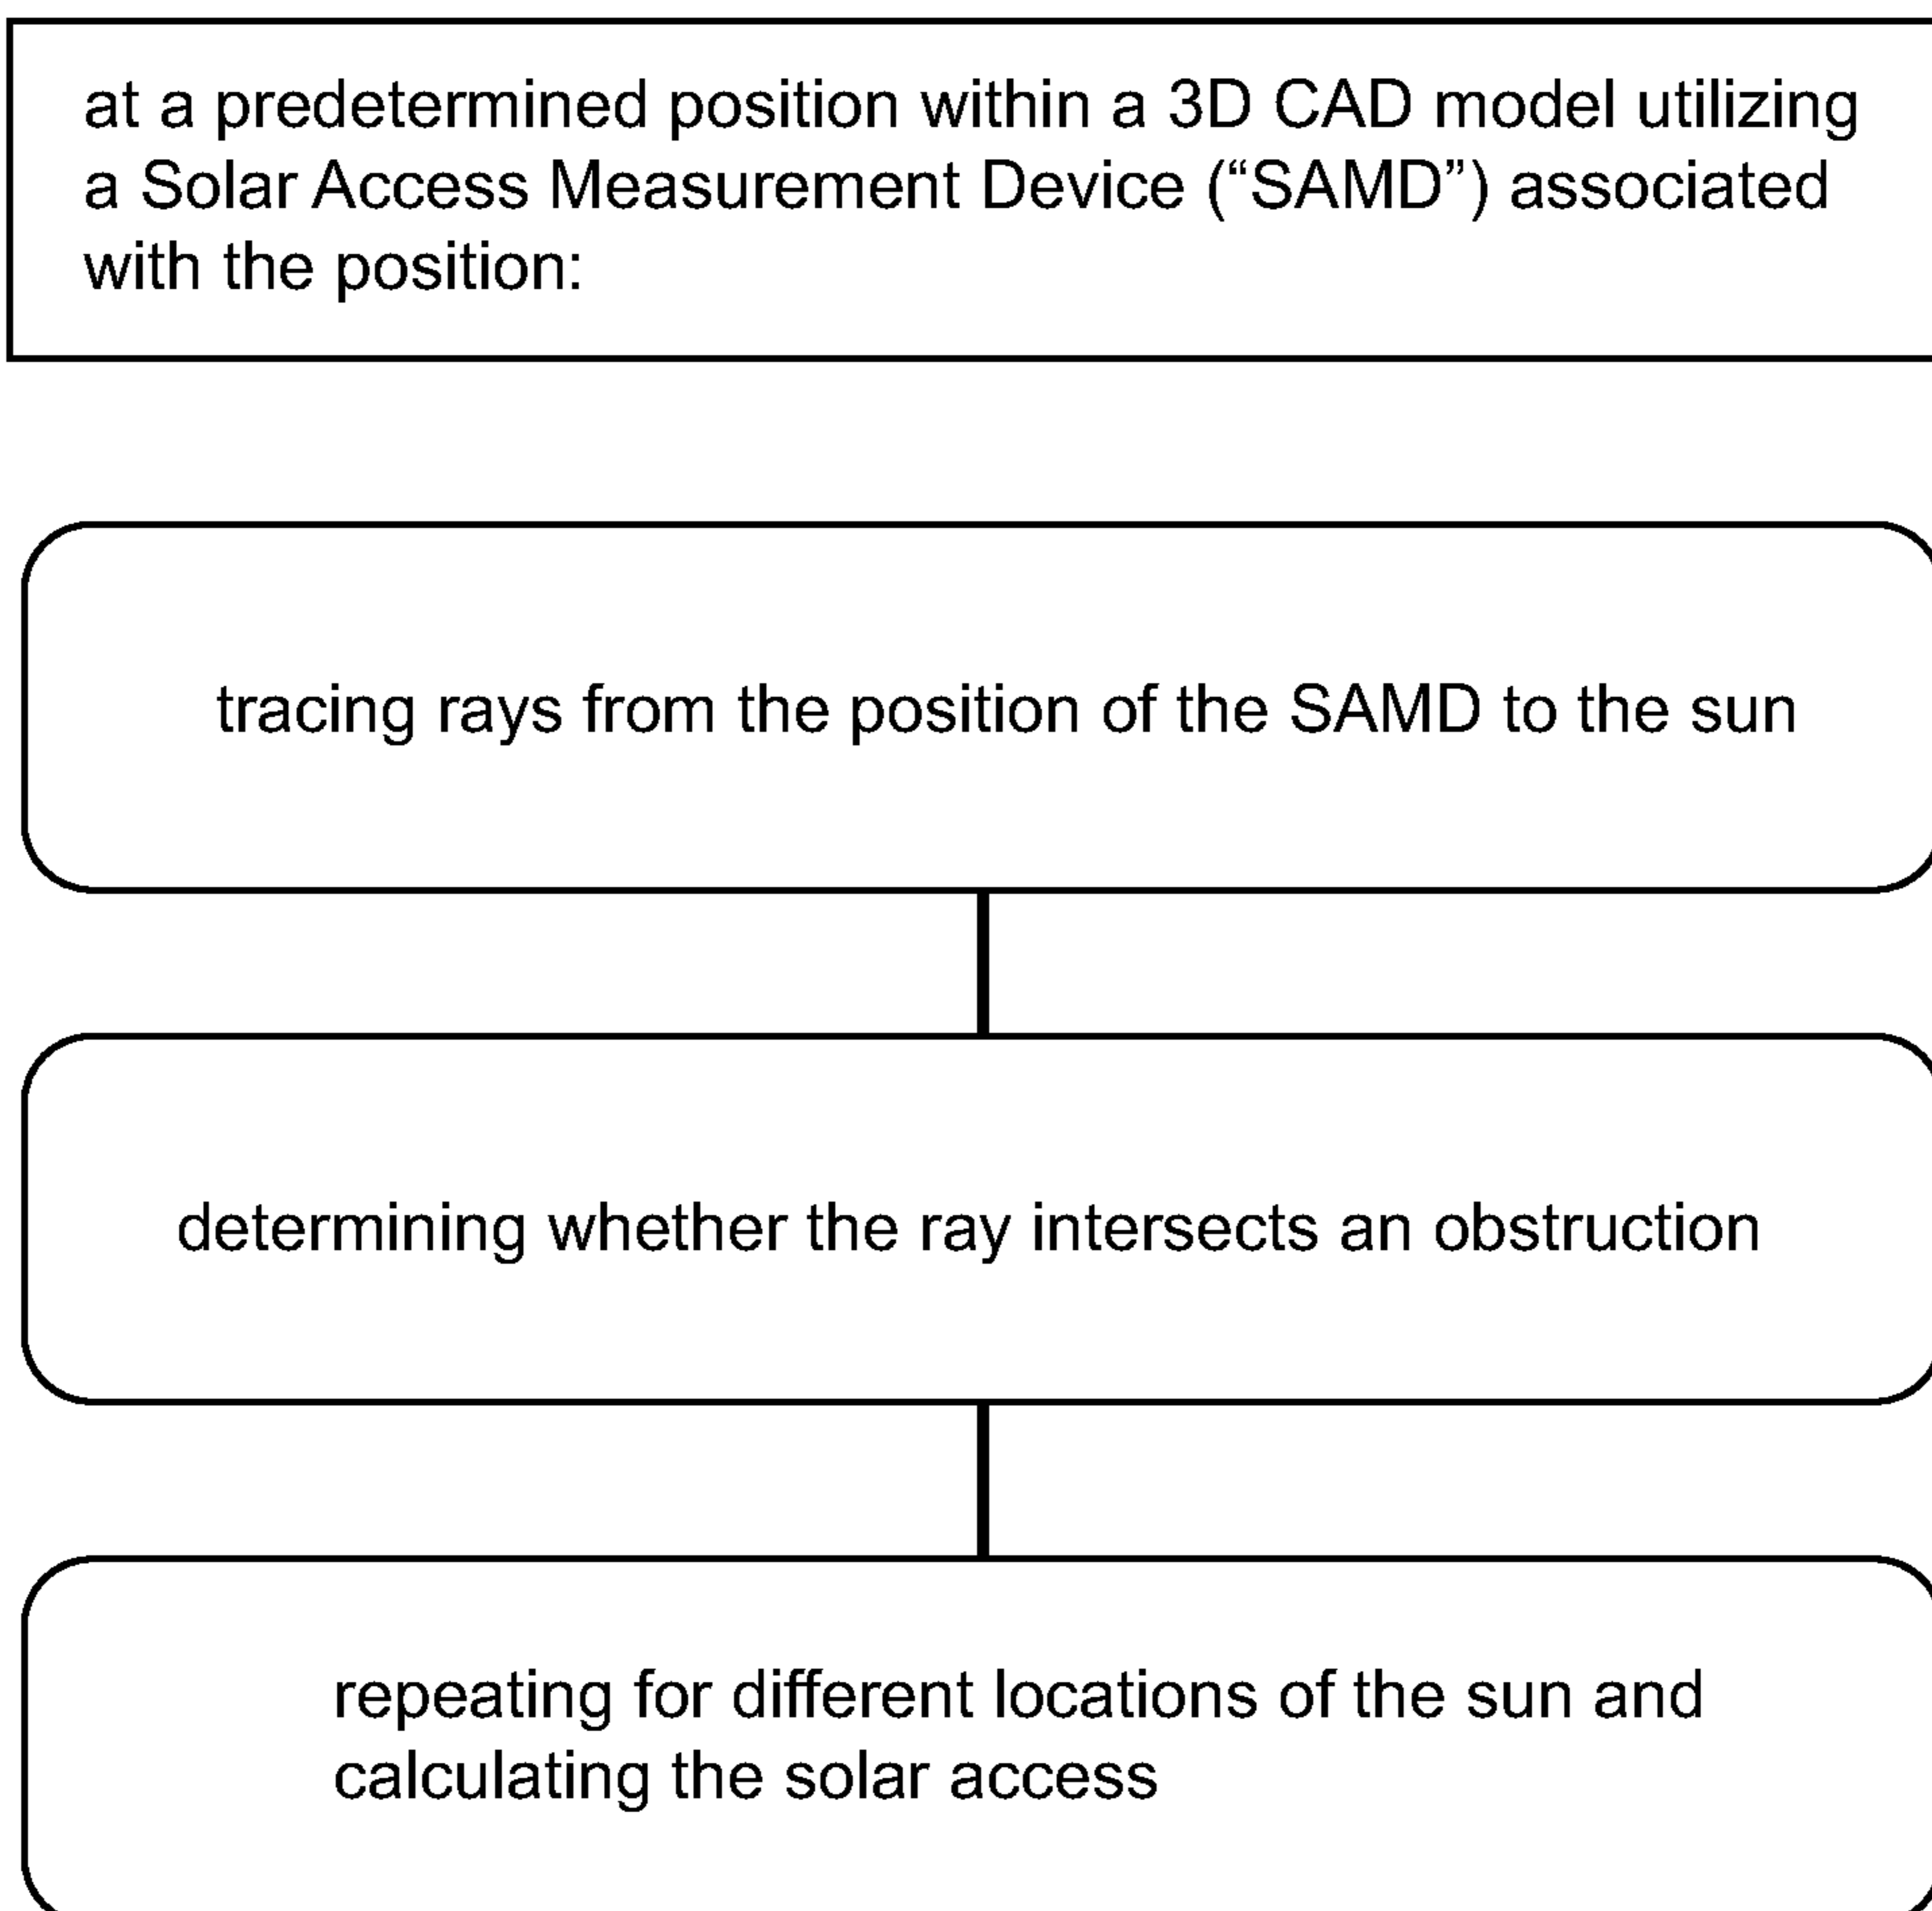 at a predetermined position within a 3D CAD model utilizing
a Solar Access Measurement Device (“SAMD”) associated
with the position:
tracing rays from the position of the SAMD to the sun
determining whether the ray intersects an obstruction
repeating for different locations of the sun and
calculating the solar access